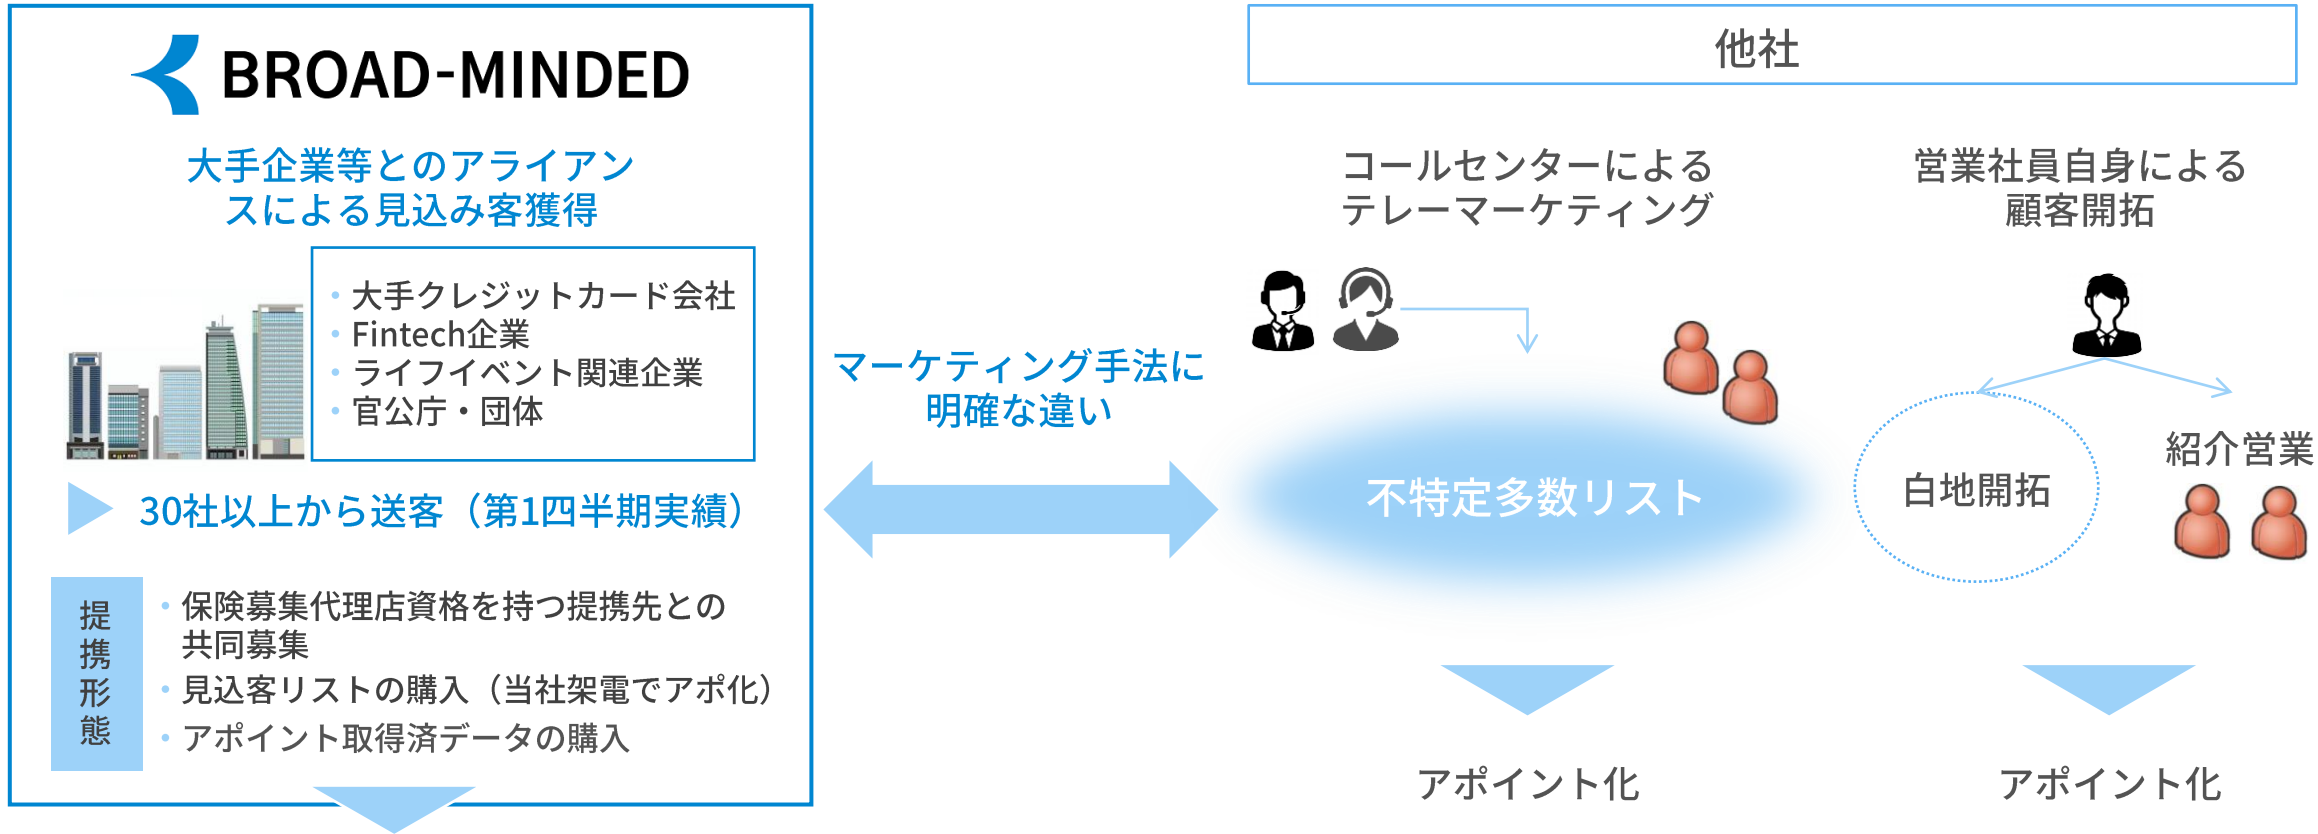 BROAD-MINDED
大手企業等とのアライアン
スによる見込み客獲得
・大手クレジットカード会社
・Fintech企業
・ライフイベント関連企業
・官公庁・団体
30社以上から送客（第1四半期実績）
提携形態
・保険募集代理店資格を持つ提携先との
共同募集
・見込客リストの購入（当社架電でアポ化）
・アポイント取得済データの購入
マーケティング手法に
明確な違い
他社
コールセンターによる
テレーマーケティング
不特定多数リスト
アポイント化
営業社員自身による
顧客開拓
白地開拓
紹介営業
アポイント化